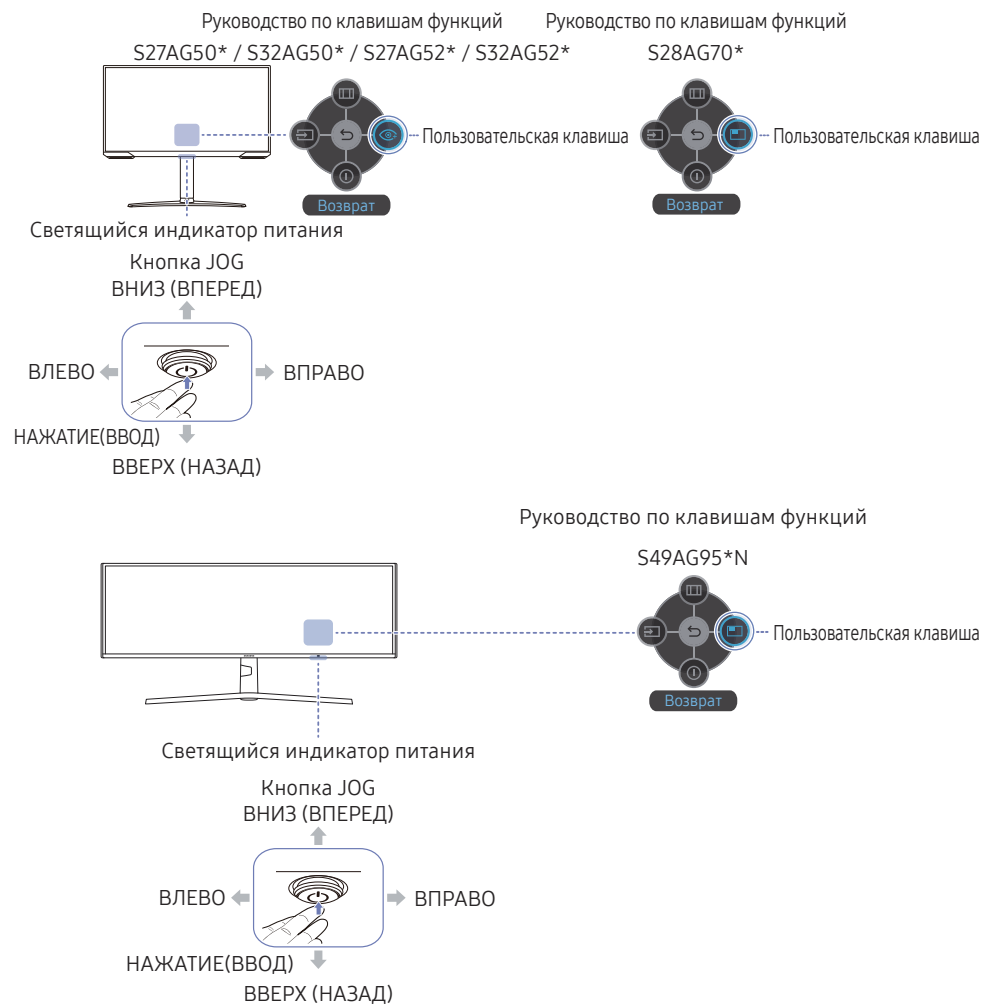 Руководство по клавишам функций
S27AG50* / S32AG50* / S27AG52* / S32AG52*
Руководство по клавишам функций
S28AG70*
Пользовательская клавиша
Возврат
Пользовательская клавиша
Возврат
Светящийся индикатор питания
Кнопка JOG
ВНИЗ (ВПЕРЕД)
ВЛЕВО
ВПРАВО
НАЖАТИЕ(ВВОД)
ВВЕРХ (НАЗАД)
Руководство по клавишам функций
S49AG95*N
Пользовательская клавиша
Возврат
Светящийся индикатор питания
Кнопка JOG
ВНИЗ (ВПЕРЕД)
ВЛЕВО
ВПРАВО
НАЖАТИЕ(ВВОД)
ВВЕРХ (НАЗАД)